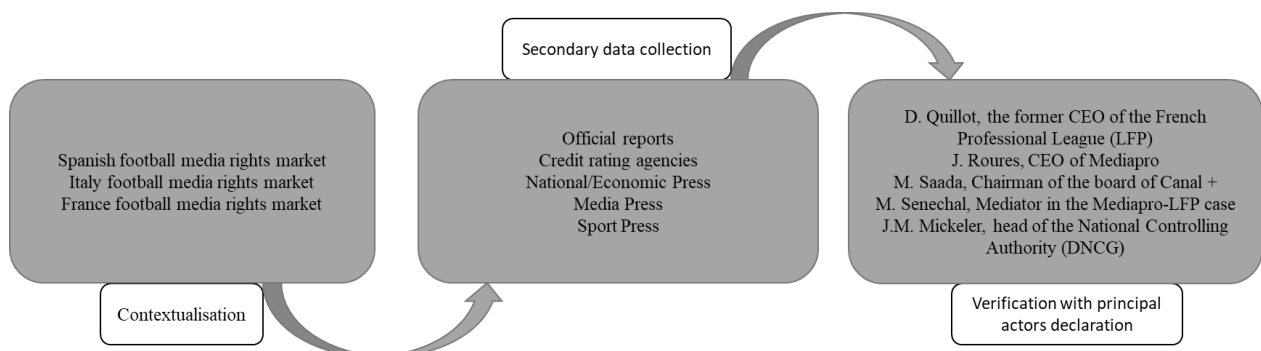 Spanish football media rights market
Italy football media rights market
France football media rights market
Contextualisation
Secondary data collection
Official reports
Credit rating agencies
National/Economic Press
Media Press
Sport Press
D. Quillot, the former CEO of the French
Professional League (LFP)
J. Roures, CEO of Mediapro
M. Saada, Chairman of the board of Canal +
M. Senechal, Mediator in the Mediapro-LFP case
J.M. Mickeler, head of the National Controlling
Authority (DNCG)
Verification with principal
actors declaration